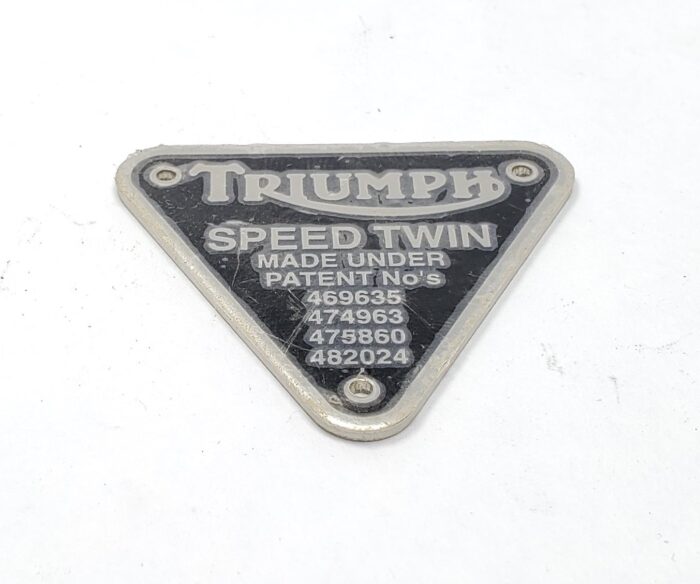 TRIUMPH
SPEED TWIN
MADE UNDER
PATENT No's
469635
474963
475860
482024